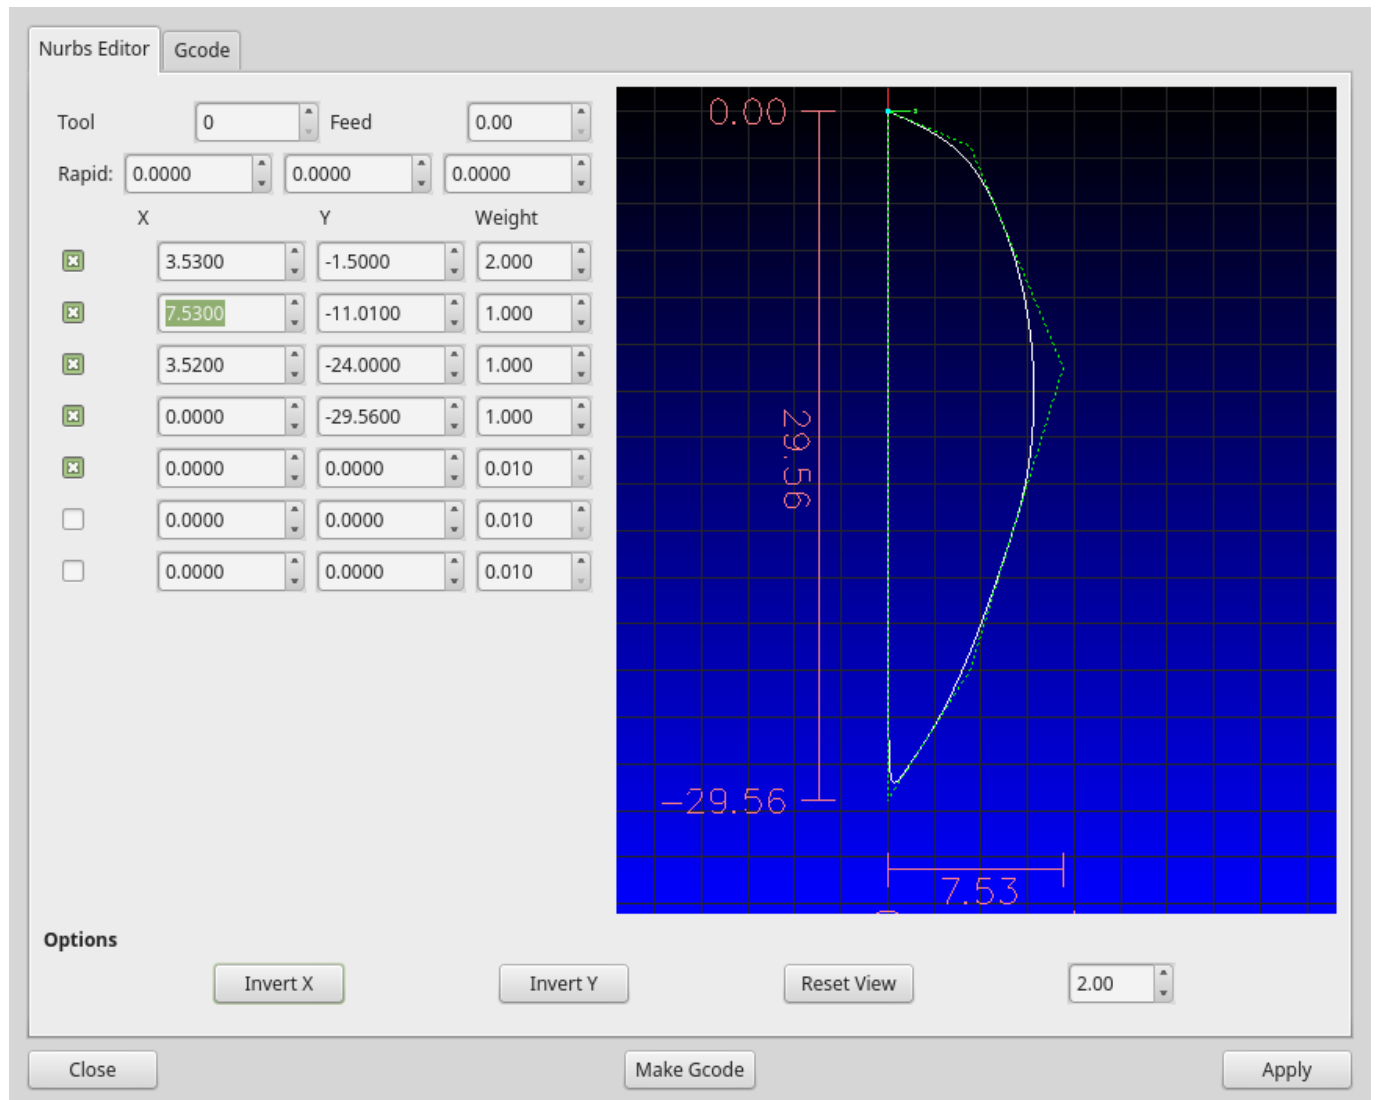 Nurbs Editor Gcode
Tool 0 Feed 0.00
Rapid: 0.0000 0.0000 0.0000
X Y Weight
3.5300 -1.5000 2.000
7.5300 -11.0100 1.000
3.5200 -24.0000 1.000
0.0000 -29.5600 1.000
0.0000 0.0000 0.010
0.0000 0.0000 0.010
0.0000 0.0000 0.010
0.00
29.56
-29.56
7.53
Options
Invert X Invert Y Reset View 2.00
Close Make Gcode Apply